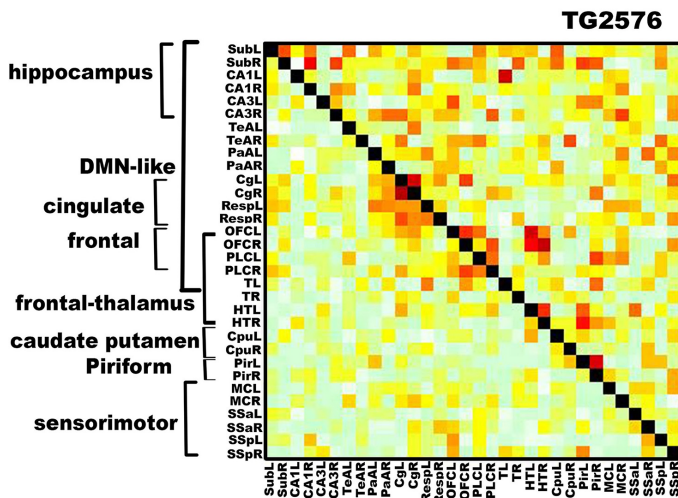 TG2576
hippocampus
DMN-like
cingulate
frontal
frontal-thalamus
caudate putamen
Piriform
sensorimotor
SubL
SubR
CA1L
CA1R
CA3L
CA3R
TeAL
TeAR
PaAL
PaAR
CgL
CgR
RespL
RespR
OFCL
OFCR
PLCL
PLCR
TL
TR
HTL
HTR
CpuL
CpuR
PirL
PirR
MCL
MCR
SSaL
SSaR
SSpL
SSpR
SubL SubR CA1L CA1R CA3L CA3R TeAL TeAR PaAL PaAR CgL CgR RespL RespR OFCL OFCR PLCL PLCR TL TR HTL HTR CpuL CpuR PirL PirR MCL MCR SSaL SSaR SSpL SSpR